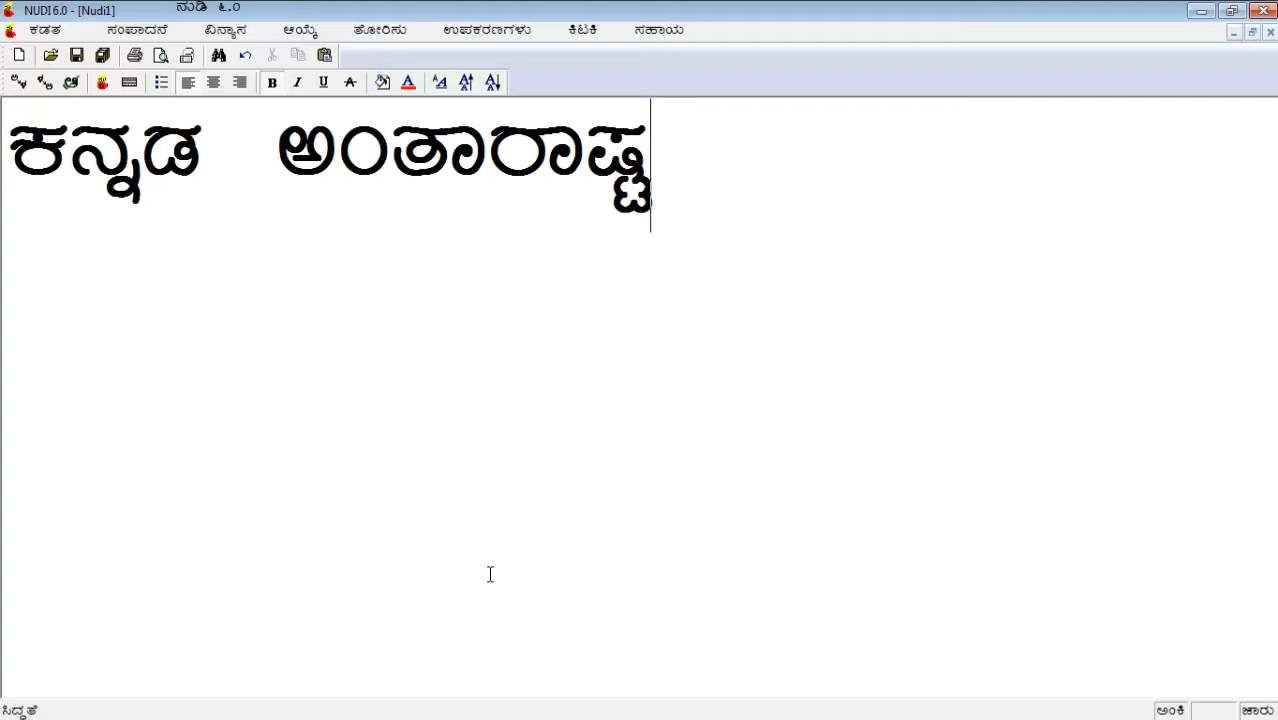 NUDI 6.0 - [Nudi1] ನುಡಿ ೬.೦
ಕಡತ ಸಂಪಾದನೆ ವಿನ್ಯಾಸ ಆಯ್ಕೆ ತೋರಿಸು ಉಪಕರಣಗಳು ಕಿಟಕಿ ಸಹಾಯ
B I U A A
ಕನ್ನಡ ಅಂತಾರಾಷ್ಟ
ಸಿದ್ಧತೆ ಅಂಕಿ ಜಾರು